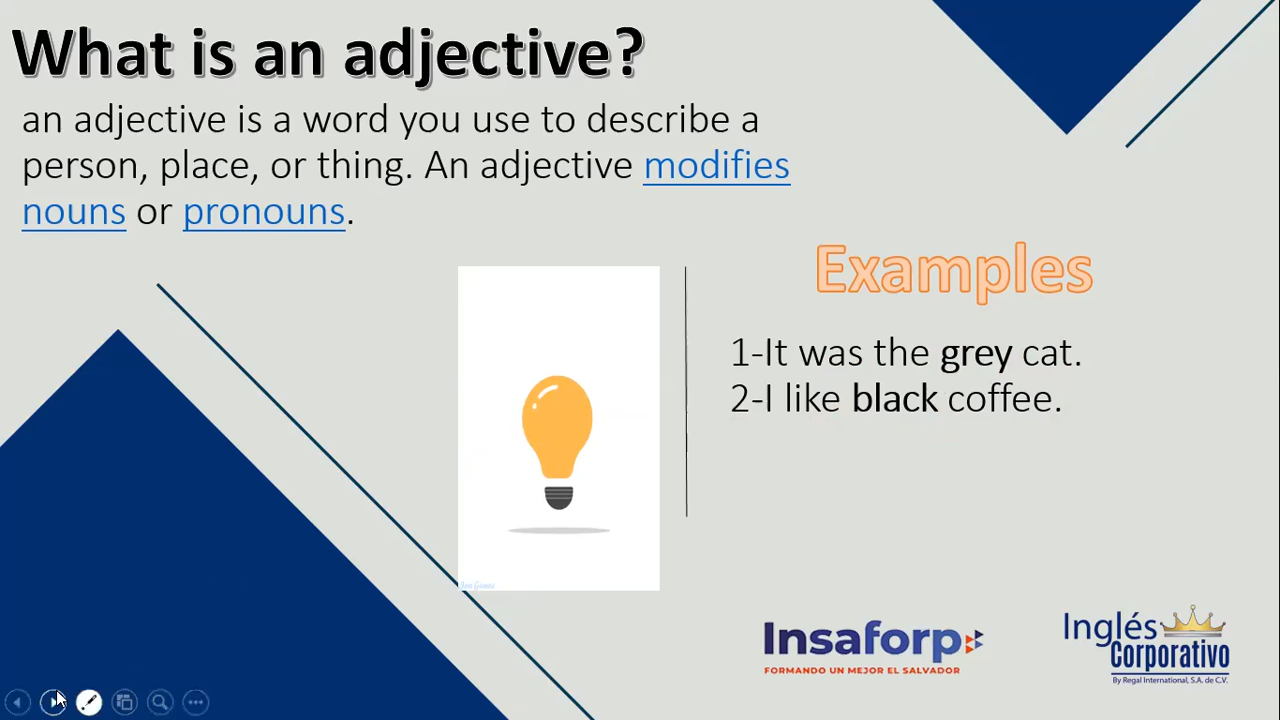 What is an adjective?
an adjective is a word you use to describe a
person, place, or thing. An adjective modifies
nouns or pronouns.
Examples
1-It was the grey cat.
2-I like black coffee.
Insaforp
FORMANDO UN MEJOR EL SALVADOR
Inglés
Corporativo
By Regal International, S.A. de C.V.